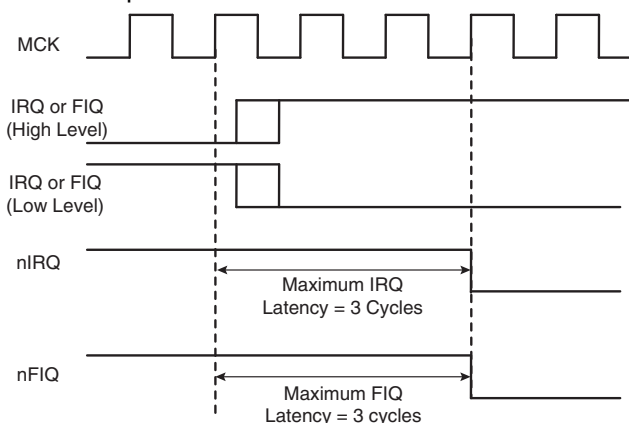 MCK
IRQ or FIQ
(High Level)
IRQ or FIQ
(Low Level)
nIRQ
Maximum IRQ
Latency = 3 Cycles
nFIQ
Maximum FIQ
Latency = 3 cycles